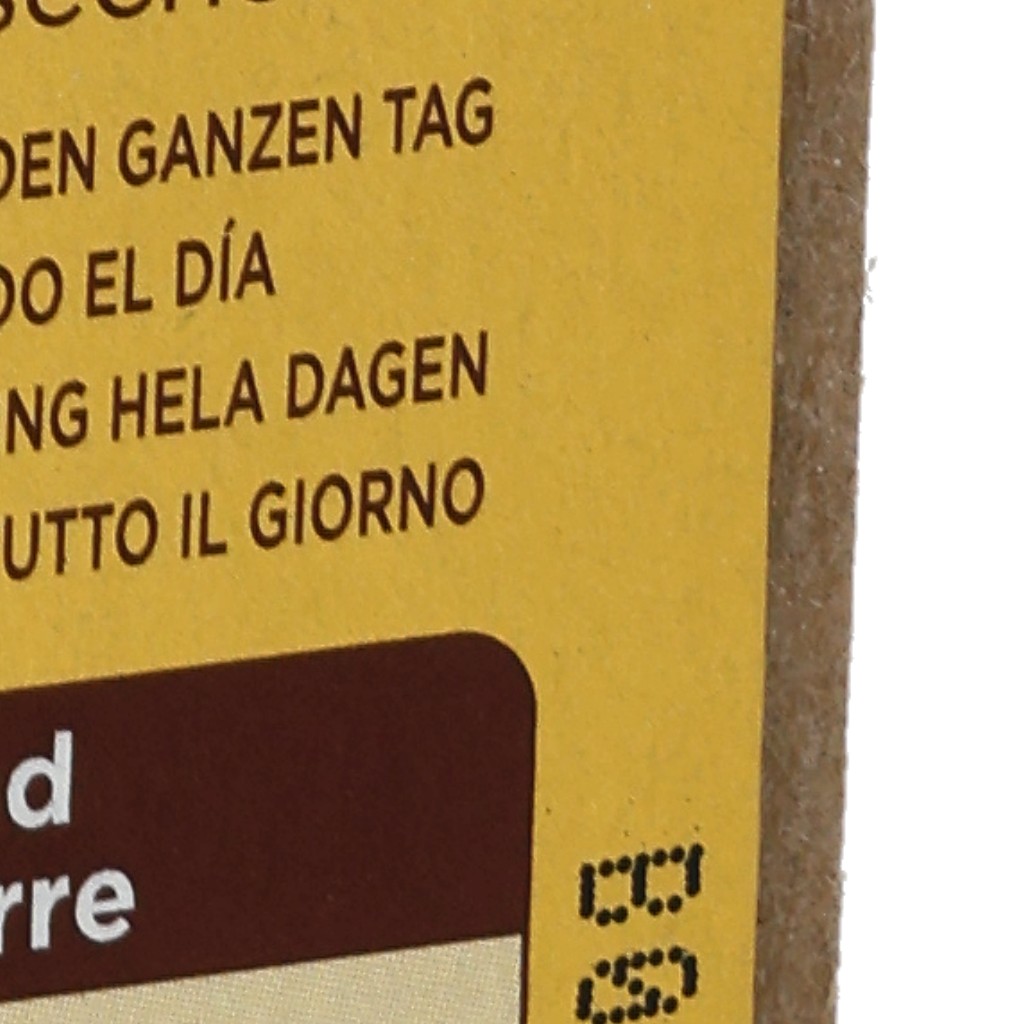 DEN GANZEN TAG
DO EL DÍA
NG HELA DAGEN
UTTO IL GIORNO
d
rre
B